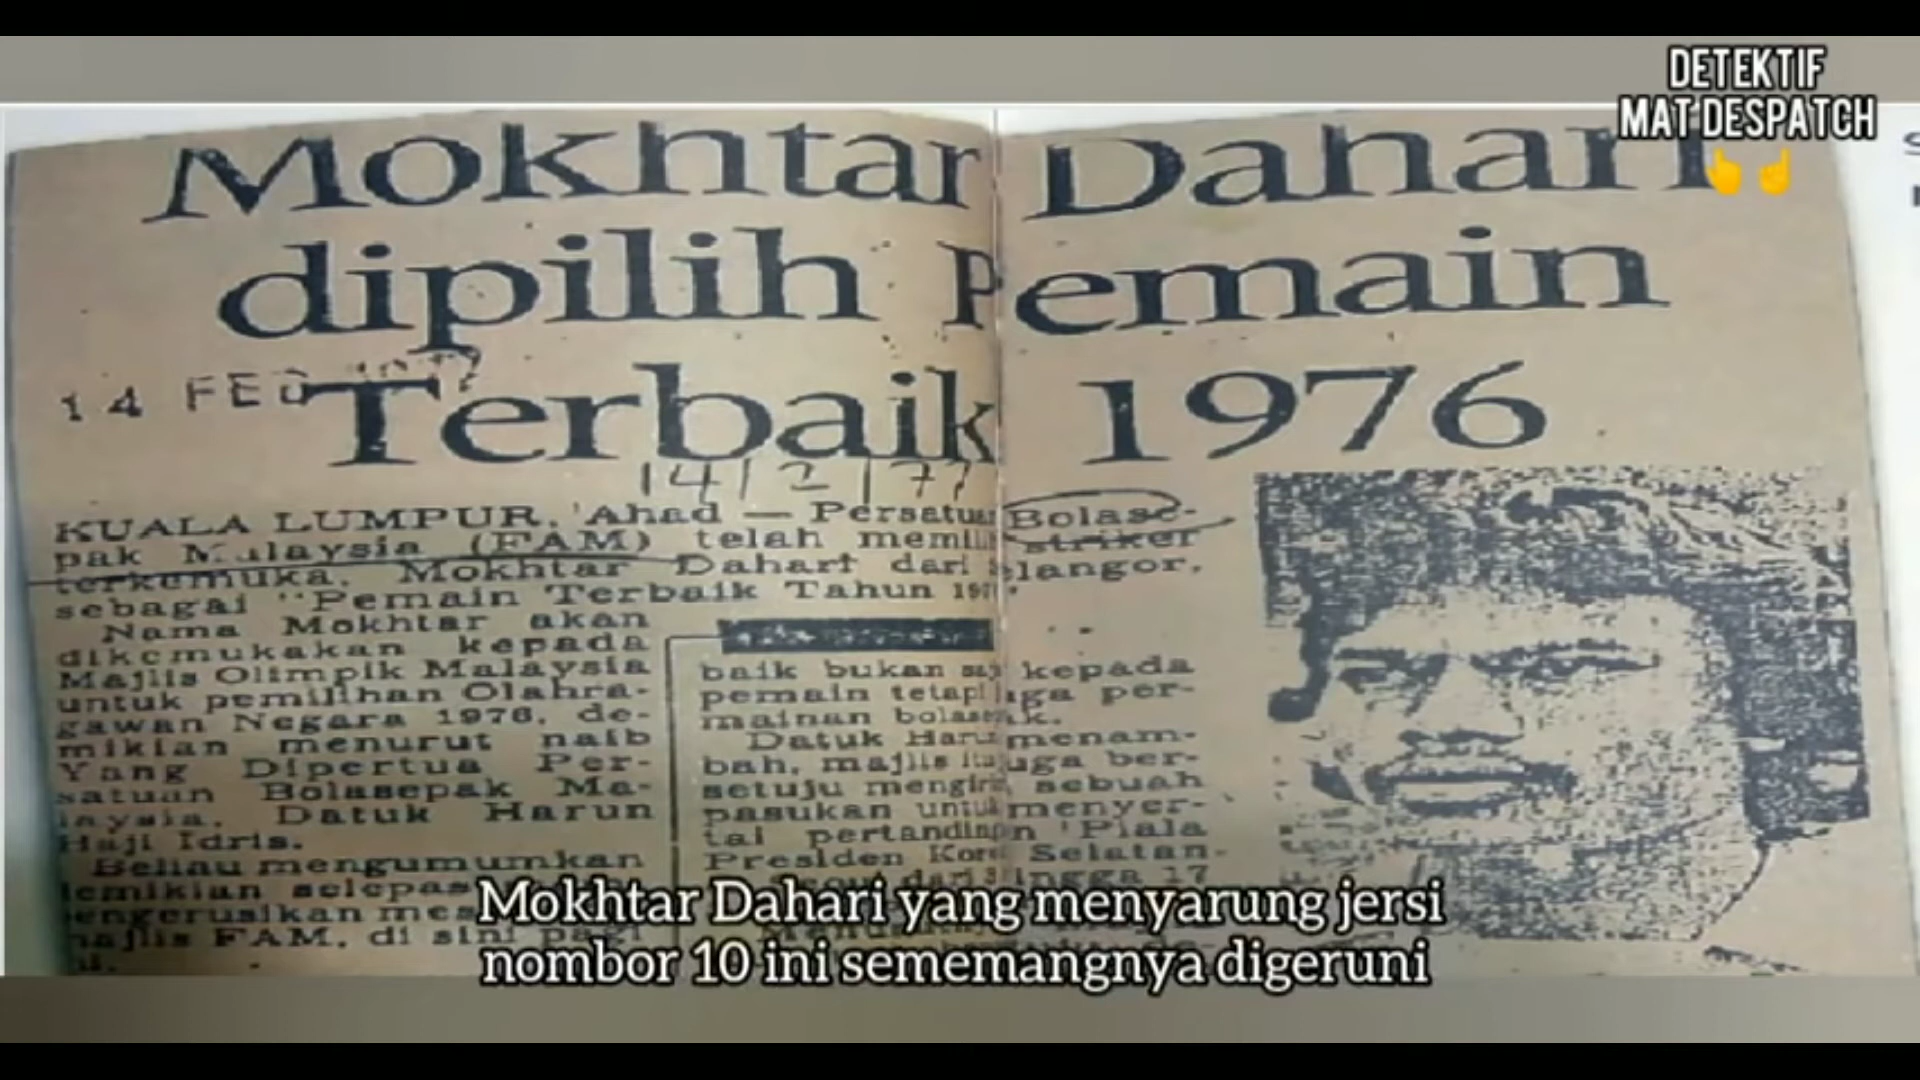 DETEKTIF
MAT DESPATCH
Mokhtar Dahari
dipilih Pemain
Terbaik 1976
14 FEB 1977
14/2/77
KUALA LUMPUR, Ahad — Persatuan Bolase-
pak Malaysia (FAM) telah memilih striker
terkemuka, Mokhtar Dahari dari Selangor,
sebagai "Pemain Terbaik Tahun
Nama Mokhtar akan
dikemukakan kepada
Majlis Olimpik Malaysia
untuk pemilihan Olahra-
gawan Negara 1976, de-
mikian menurut naib
Yang Dipertua Per-
satuan Bolasepak Ma-
laysia, Datuk Harun
Haji Idris.
Beliau mengumumkan
demikian selepas
mengerusikan
majlis FAM, di sini pagi
baik bukan kepada
pemain tetapi juga per-
mainan bolasepak.
Datuk Harun menam-
bah, majlis itu juga ber-
setuju mengirim sebuah
pasukan untuk menyer-
tai pertandingan 'Piala
Presiden Korea Selatan
hingga 17
Mokhtar Dahari yang menyarung jersi
nombor 10 ini sememangnya digeruni